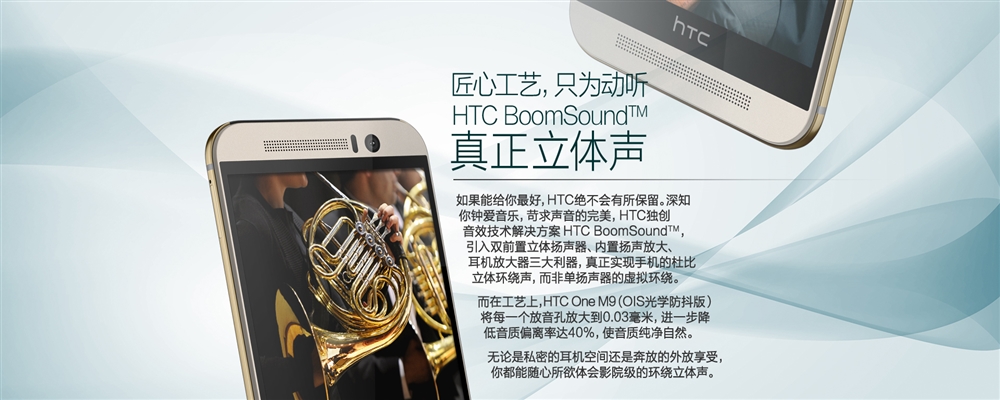 hTC
匠心工艺，只为动听
HTC BoomSound™
真正立体声
如果能给你最好，HTC绝不会有所保留。深知
你钟爱音乐，苛求声音的完美，HTC独创
音效技术解决方案 HTC BoomSound™，
引入双前置立体扬声器、内置扬声放大、
耳机放大器三大利器，真正实现手机的杜比
立体环绕声，而非单扬声器的虚拟环绕。
而在工艺上，HTC One M9（OIS光学防抖版）
将每一个放音孔放大到0.03毫米，进一步降
低音质偏离率达40%，使音质纯净自然。
无论是私密的耳机空间还是奔放的外放享受，
你都能随心所欲体会影院级的环绕立体声。